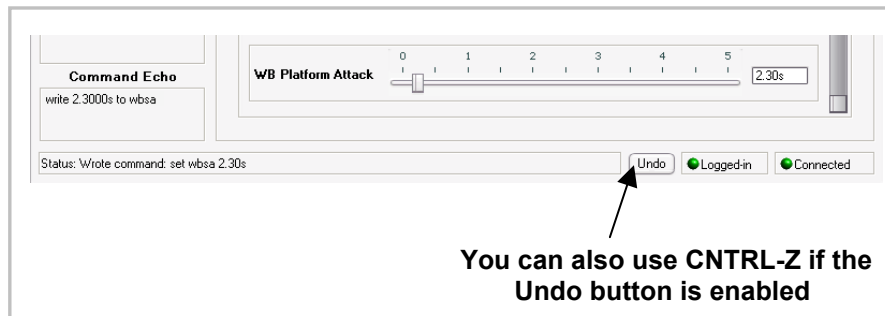 0 1 2 3 4 5
Command Echo
WB Platform Attack 2.30s
write 2.3000s to wbsa
Status: Wrote command: set wbsa 2.30s Undo Logged-in Connected
You can also use CNTRL-Z if the
Undo button is enabled